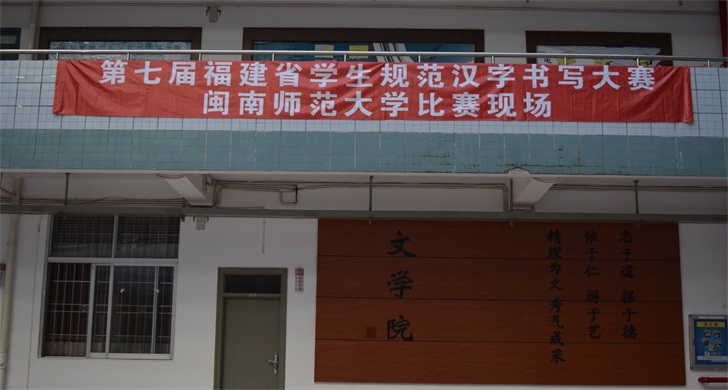 第七届福建省学生规范汉字书写大赛
闽南师范大学比赛现场
文学院
志于道 据于德
依于仁 游于艺
精理为文 秀气成采